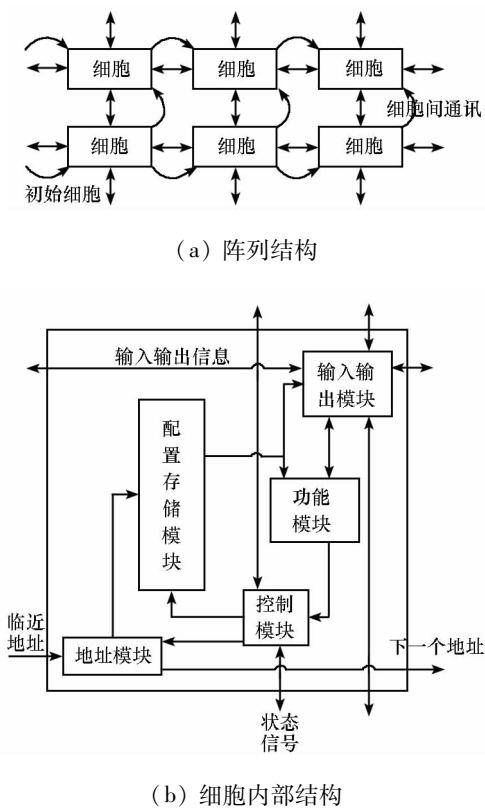 细胞 细胞 细胞
细胞间通讯
细胞 细胞 细胞
初始细胞
(a) 阵列结构
输入输出信息
输入输
出模块
配
置
存
储
模
块
功能
模块
控制
模块
临近
地址
地址模块
下一个地址
状态
信号
(b) 细胞内部结构